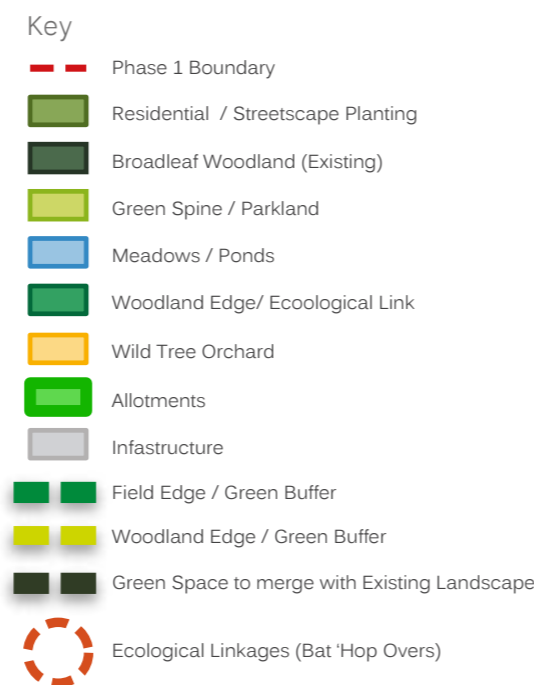 Key
Phase 1 Boundary
Residential / Streetscape Planting
Broadleaf Woodland (Existing)
Green Spine / Parkland
Meadows / Ponds
Woodland Edge/ Ecoological Link
Wild Tree Orchard
Allotments
Infastructure
Field Edge / Green Buffer
Woodland Edge / Green Buffer
Green Space to merge with Existing Landscape
Ecological Linkages (Bat ‘Hop Overs)